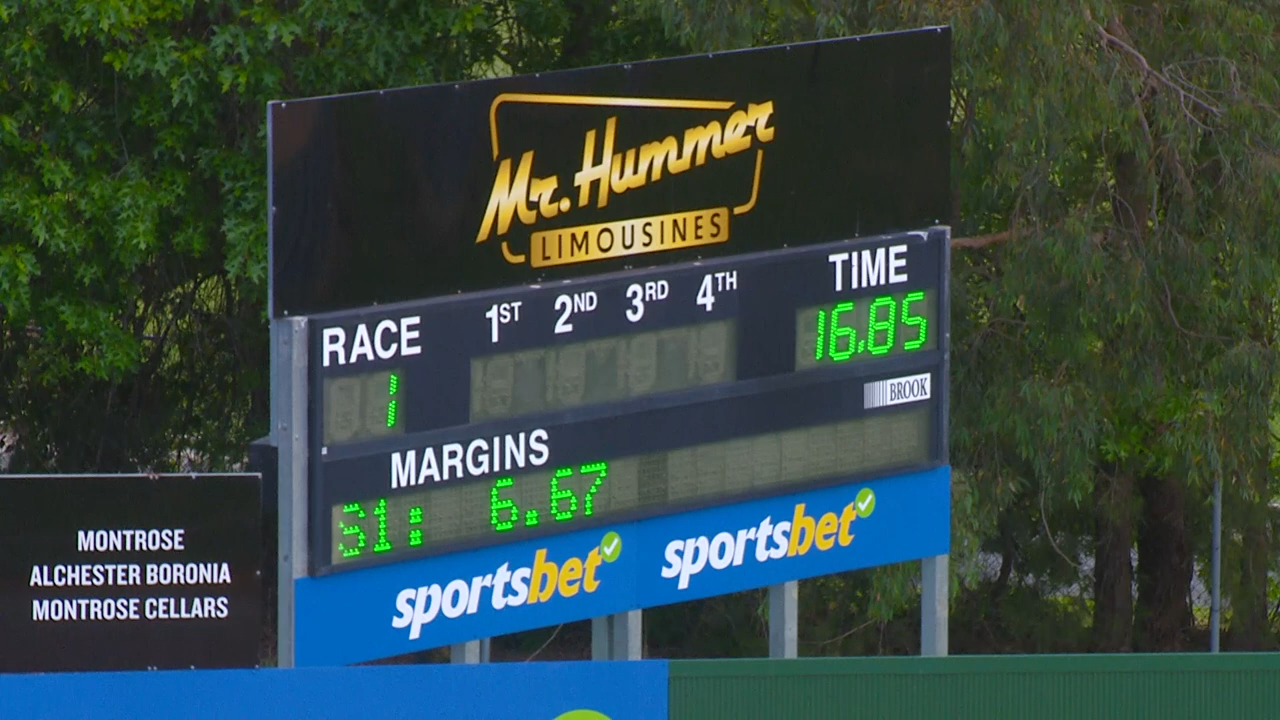 Mr. Hummer
LIMOUSINES
RACE 1ST 2ND 3RD 4TH TIME
1 16.85
BROOK
MARGINS
S1: 6.67
sportsbet sportsbet
MONTROSE
ALCHESTER BORONIA
MONTROSE CELLARS